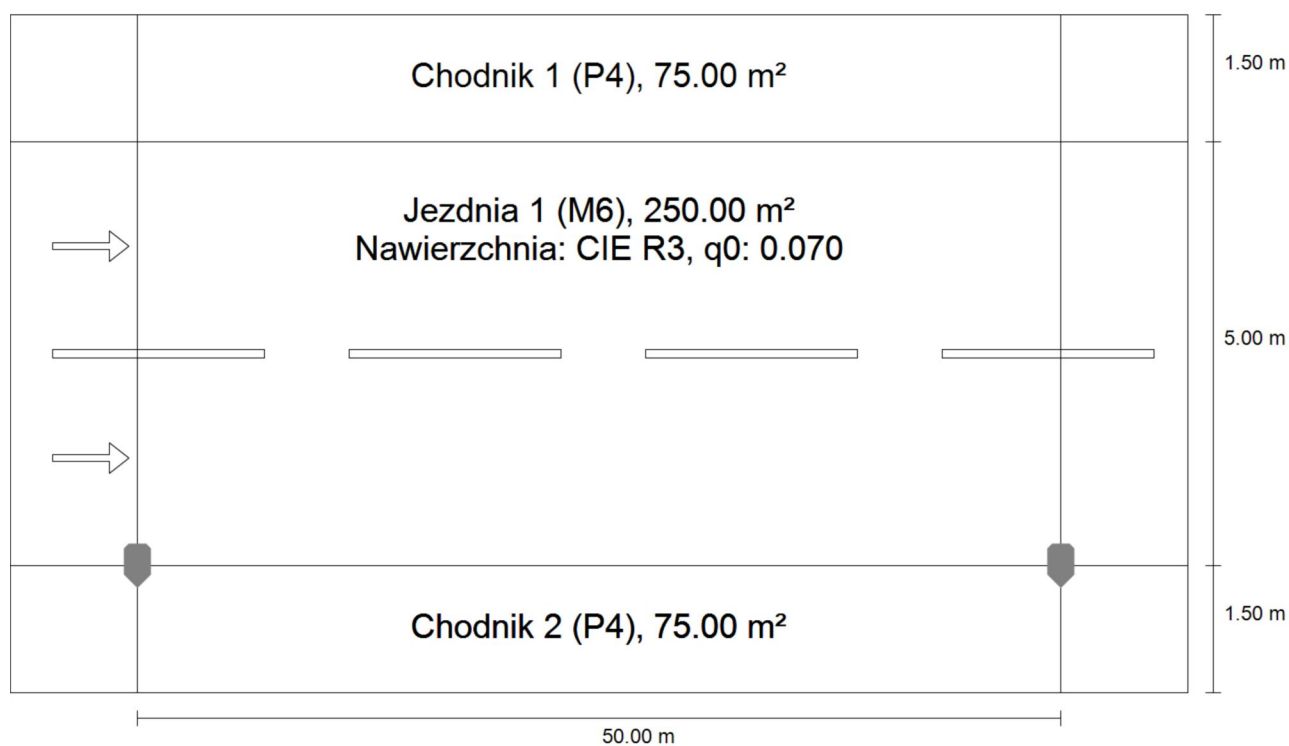 Chodnik 1 (P4), 75.00 m²
1.50 m
Jezdnia 1 (M6), 250.00 m²
Nawierzchnia: CIE R3, q0: 0.070
5.00 m
Chodnik 2 (P4), 75.00 m²
1.50 m
50.00 m